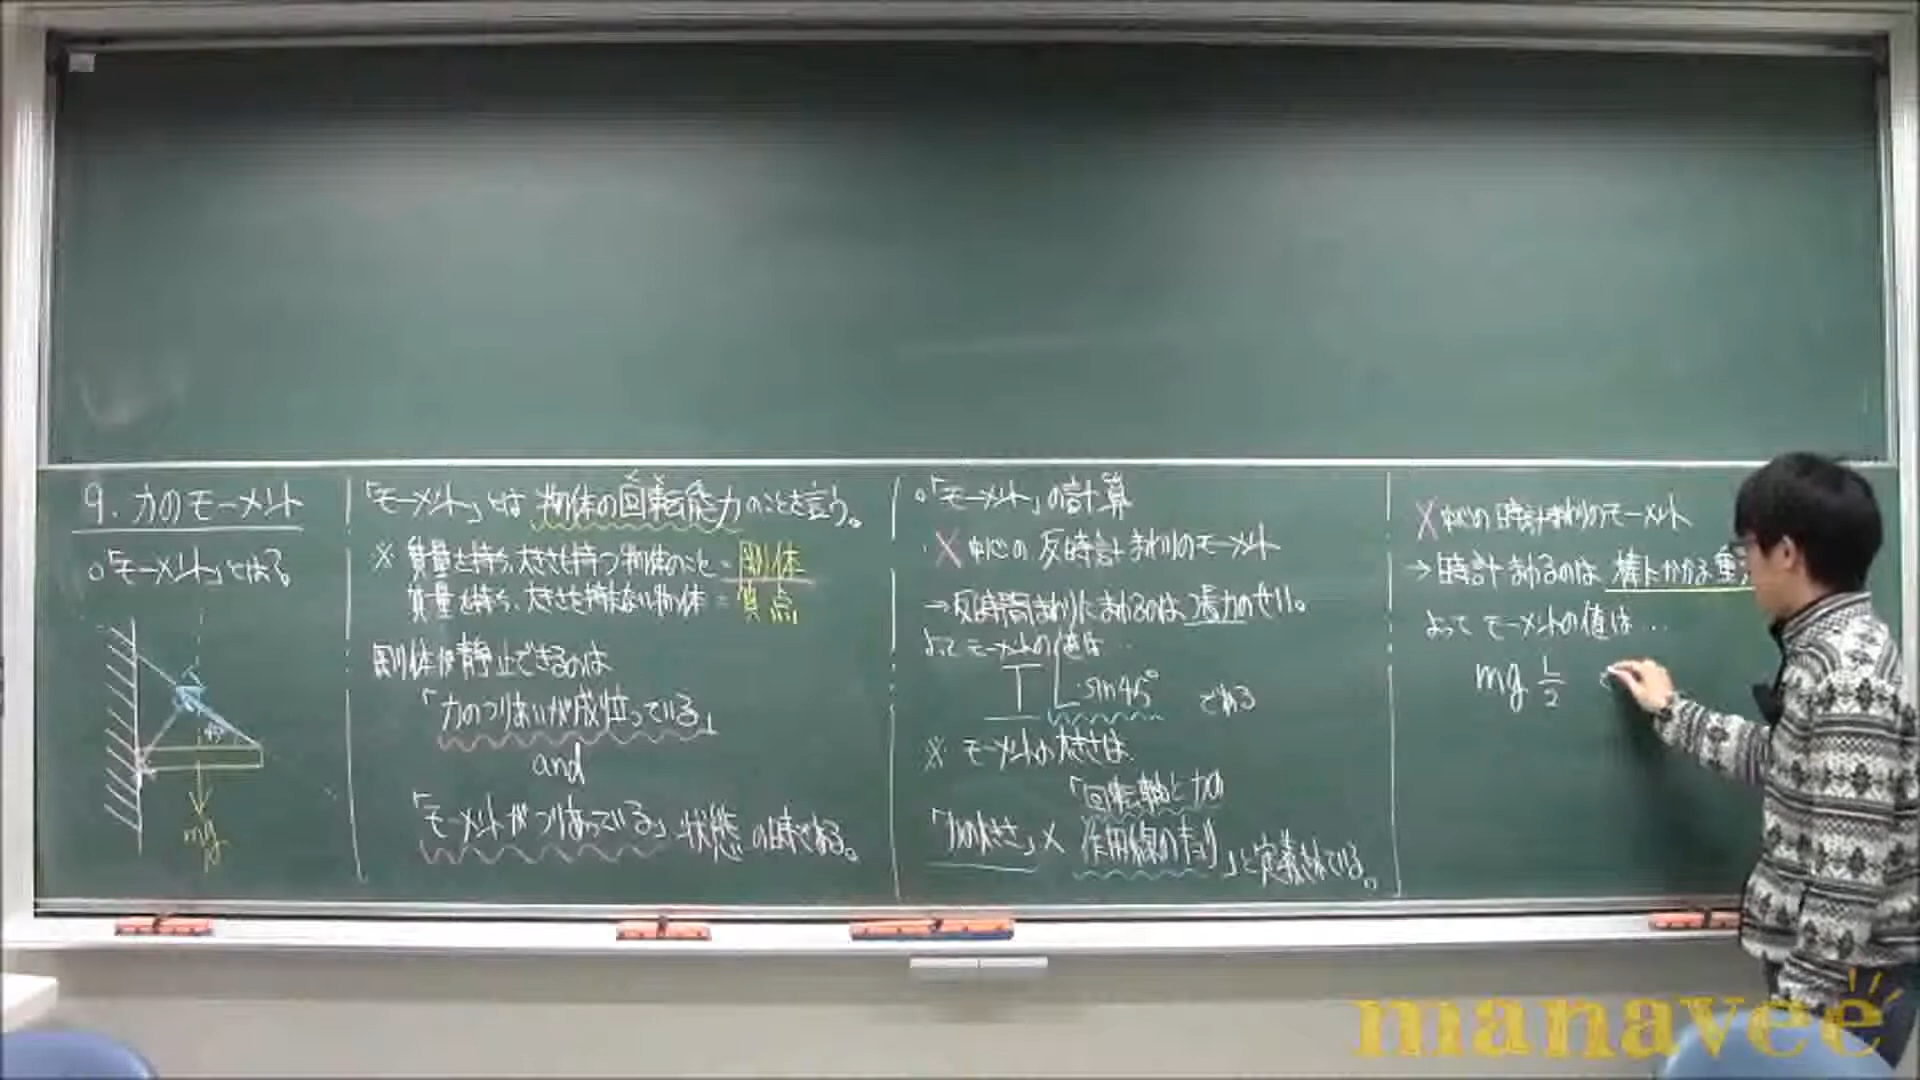 9. 力のモーメント
○「モーメント」とは?
45°
mg
「モーメント」とは 物体の回転能力のことを言う。
※ 質量を持ち、大きさを持つ物体のこと = 剛体
質量を持ち、大きさを持たない物体 = 質点
剛体が静止できるのは
「力のつりあいが成り立っている」
and
「モーメントがつりあっている」状態 の時である。
○「モーメント」の計算
X 中心の 反時計まわりのモーメント
→反時計まわりにまわるのは 張力のせい。
よって モーメントの値は…
T L・sin45° である
※ モーメントの大きさは
「回転軸と力の
「力の大きさ」× 作用線のキョリ」と定義されている。
X 中心の 時計まわりのモーメント
→ 時計まわるのは 棒にかかる重
よって モーメントの値は…
mg L/2
manavee